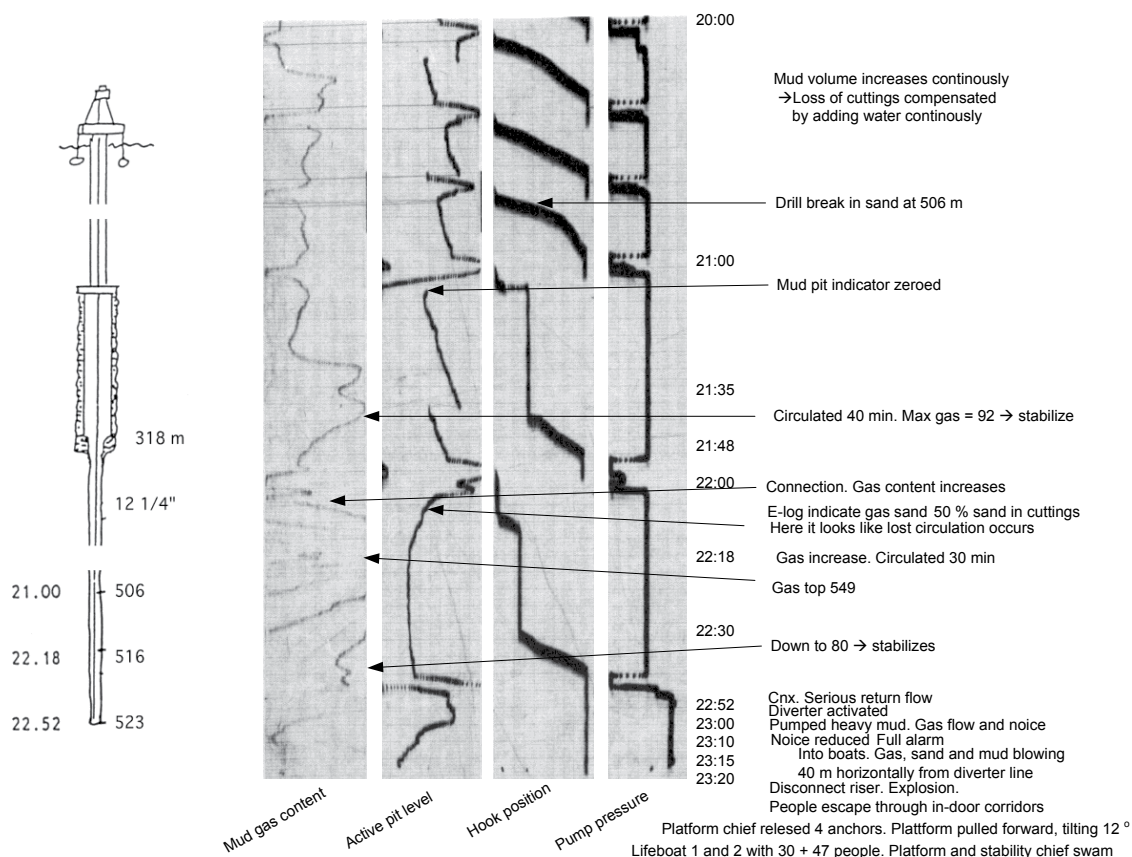 20:00
Mud volume increases continously
→Loss of cuttings compensated
by adding water continously
Drill break in sand at 506 m
21:00
Mud pit indicator zeroed
21:35
Circulated 40 min. Max gas = 92 → stabilize
318 m
21:48
22:00
Connection. Gas content increases
12 1/4"
E-log indicate gas sand 50 % sand in cuttings
Here it looks like lost circulation occurs
22:18
Gas increase. Circulated 30 min
Gas top 549
21.00 506
22:30
Down to 80 → stabilizes
22.18 516
22:52
Cnx. Serious return flow
Diverter activated
22.52 523
23:00
Pumped heavy mud. Gas flow and noice
23:10
Noice reduced Full alarm
23:15
Into boats. Gas, sand and mud blowing
40 m horizontally from diverter line
23:20
Disconnect riser. Explosion.
People escape through in-door corridors
Mud gas content
Active pit level
Hook position
Pump pressure
Platform chief relesed 4 anchors. Plattform pulled forward, tilting 12 º
Lifeboat 1 and 2 with 30 + 47 people. Platform and stability chief swam